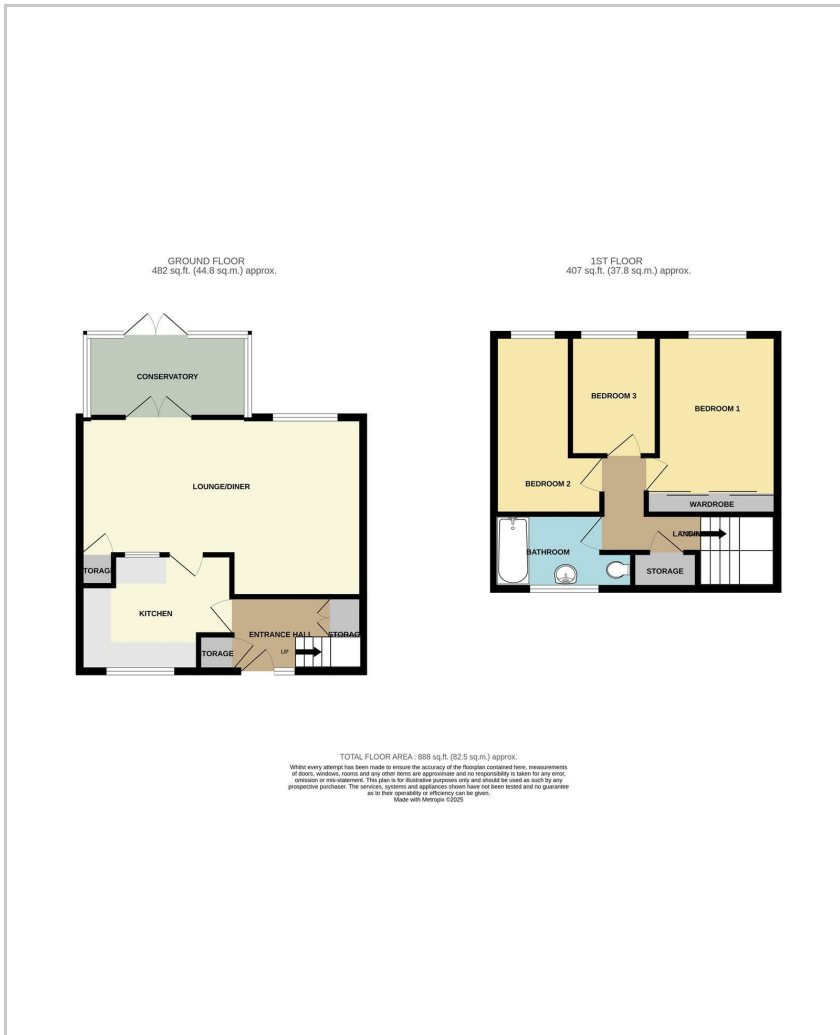 GROUND FLOOR
482 sq.ft. (44.8 sq.m.) approx.
CONSERVATORY
LOUNGE/DINER
TORAG
KITCHEN
ENTRANCE HALL
STORAG
TORAGE
UP
1ST FLOOR
407 sq.ft. (37.8 sq.m.) approx.
BEDROOM 3
BEDROOM 1
BEDROOM 2
WARDROBE
LANDIN
BATHROOM
STORAGE
TOTAL FLOOR AREA : 888 sq.ft. (82.5 sq.m.) approx.
Whilst every attempt has been made to ensure the accuracy of the floorplan contained here, measurements
of doors, windows, rooms and any other items are approximate and no responsibility is taken for any error,
omission or mis-statement. This plan is for illustrative purposes only and should be used as such by any
prospective purchaser. The services, systems and appliances shown have not been tested and no guarantee
as to their operability or efficiency can be given.
Made with Metropix ©2025